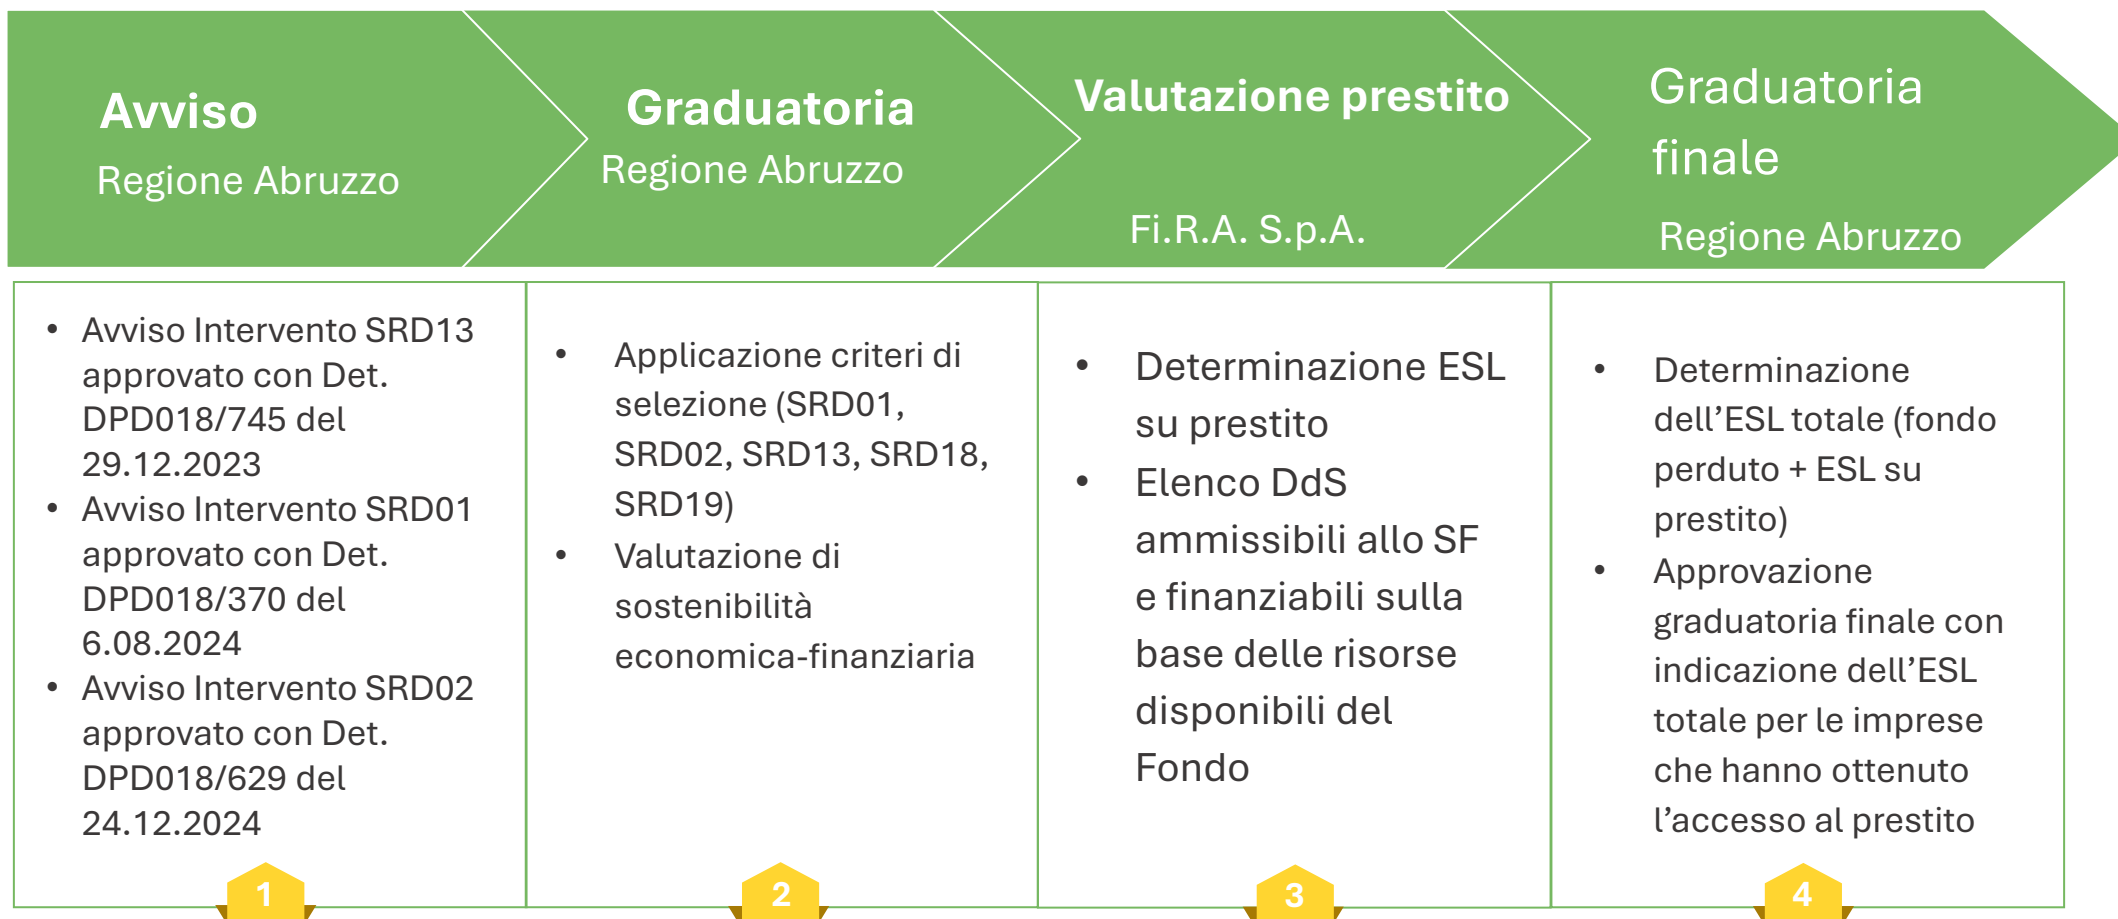 Avviso
Regione Abruzzo
Graduatoria
Regione Abruzzo
Valutazione prestito
Fi.R.A. S.p.A.
Graduatoria
finale
Regione Abruzzo
• Avviso Intervento SRD13
approvato con Det.
DPD018/745 del
29.12.2023
• Avviso Intervento SRD01
approvato con Det.
DPD018/370 del
6.08.2024
• Avviso Intervento SRD02
approvato con Det.
DPD018/629 del
24.12.2024
1
• Applicazione criteri di
selezione (SRD01,
SRD02, SRD13, SRD18,
SRD19)
• Valutazione di
sostenibilità
economica-finanziaria
2
• Determinazione ESL
su prestito
• Elenco DdS
ammissibili allo SF
e finanziabili sulla
base delle risorse
disponibili del
Fondo
3
• Determinazione
dell’ESL totale (fondo
perduto + ESL su
prestito)
• Approvazione
graduatoria finale con
indicazione dell’ESL
totale per le imprese
che hanno ottenuto
l’accesso al prestito
4